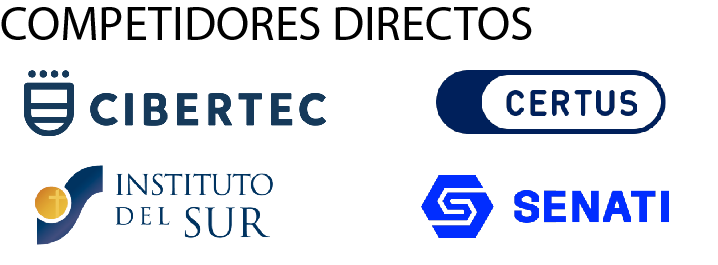 COMPETIDORES DIRECTOS
CIBERTEC
CERTUS
INSTITUTO
DEL SUR
SENATI